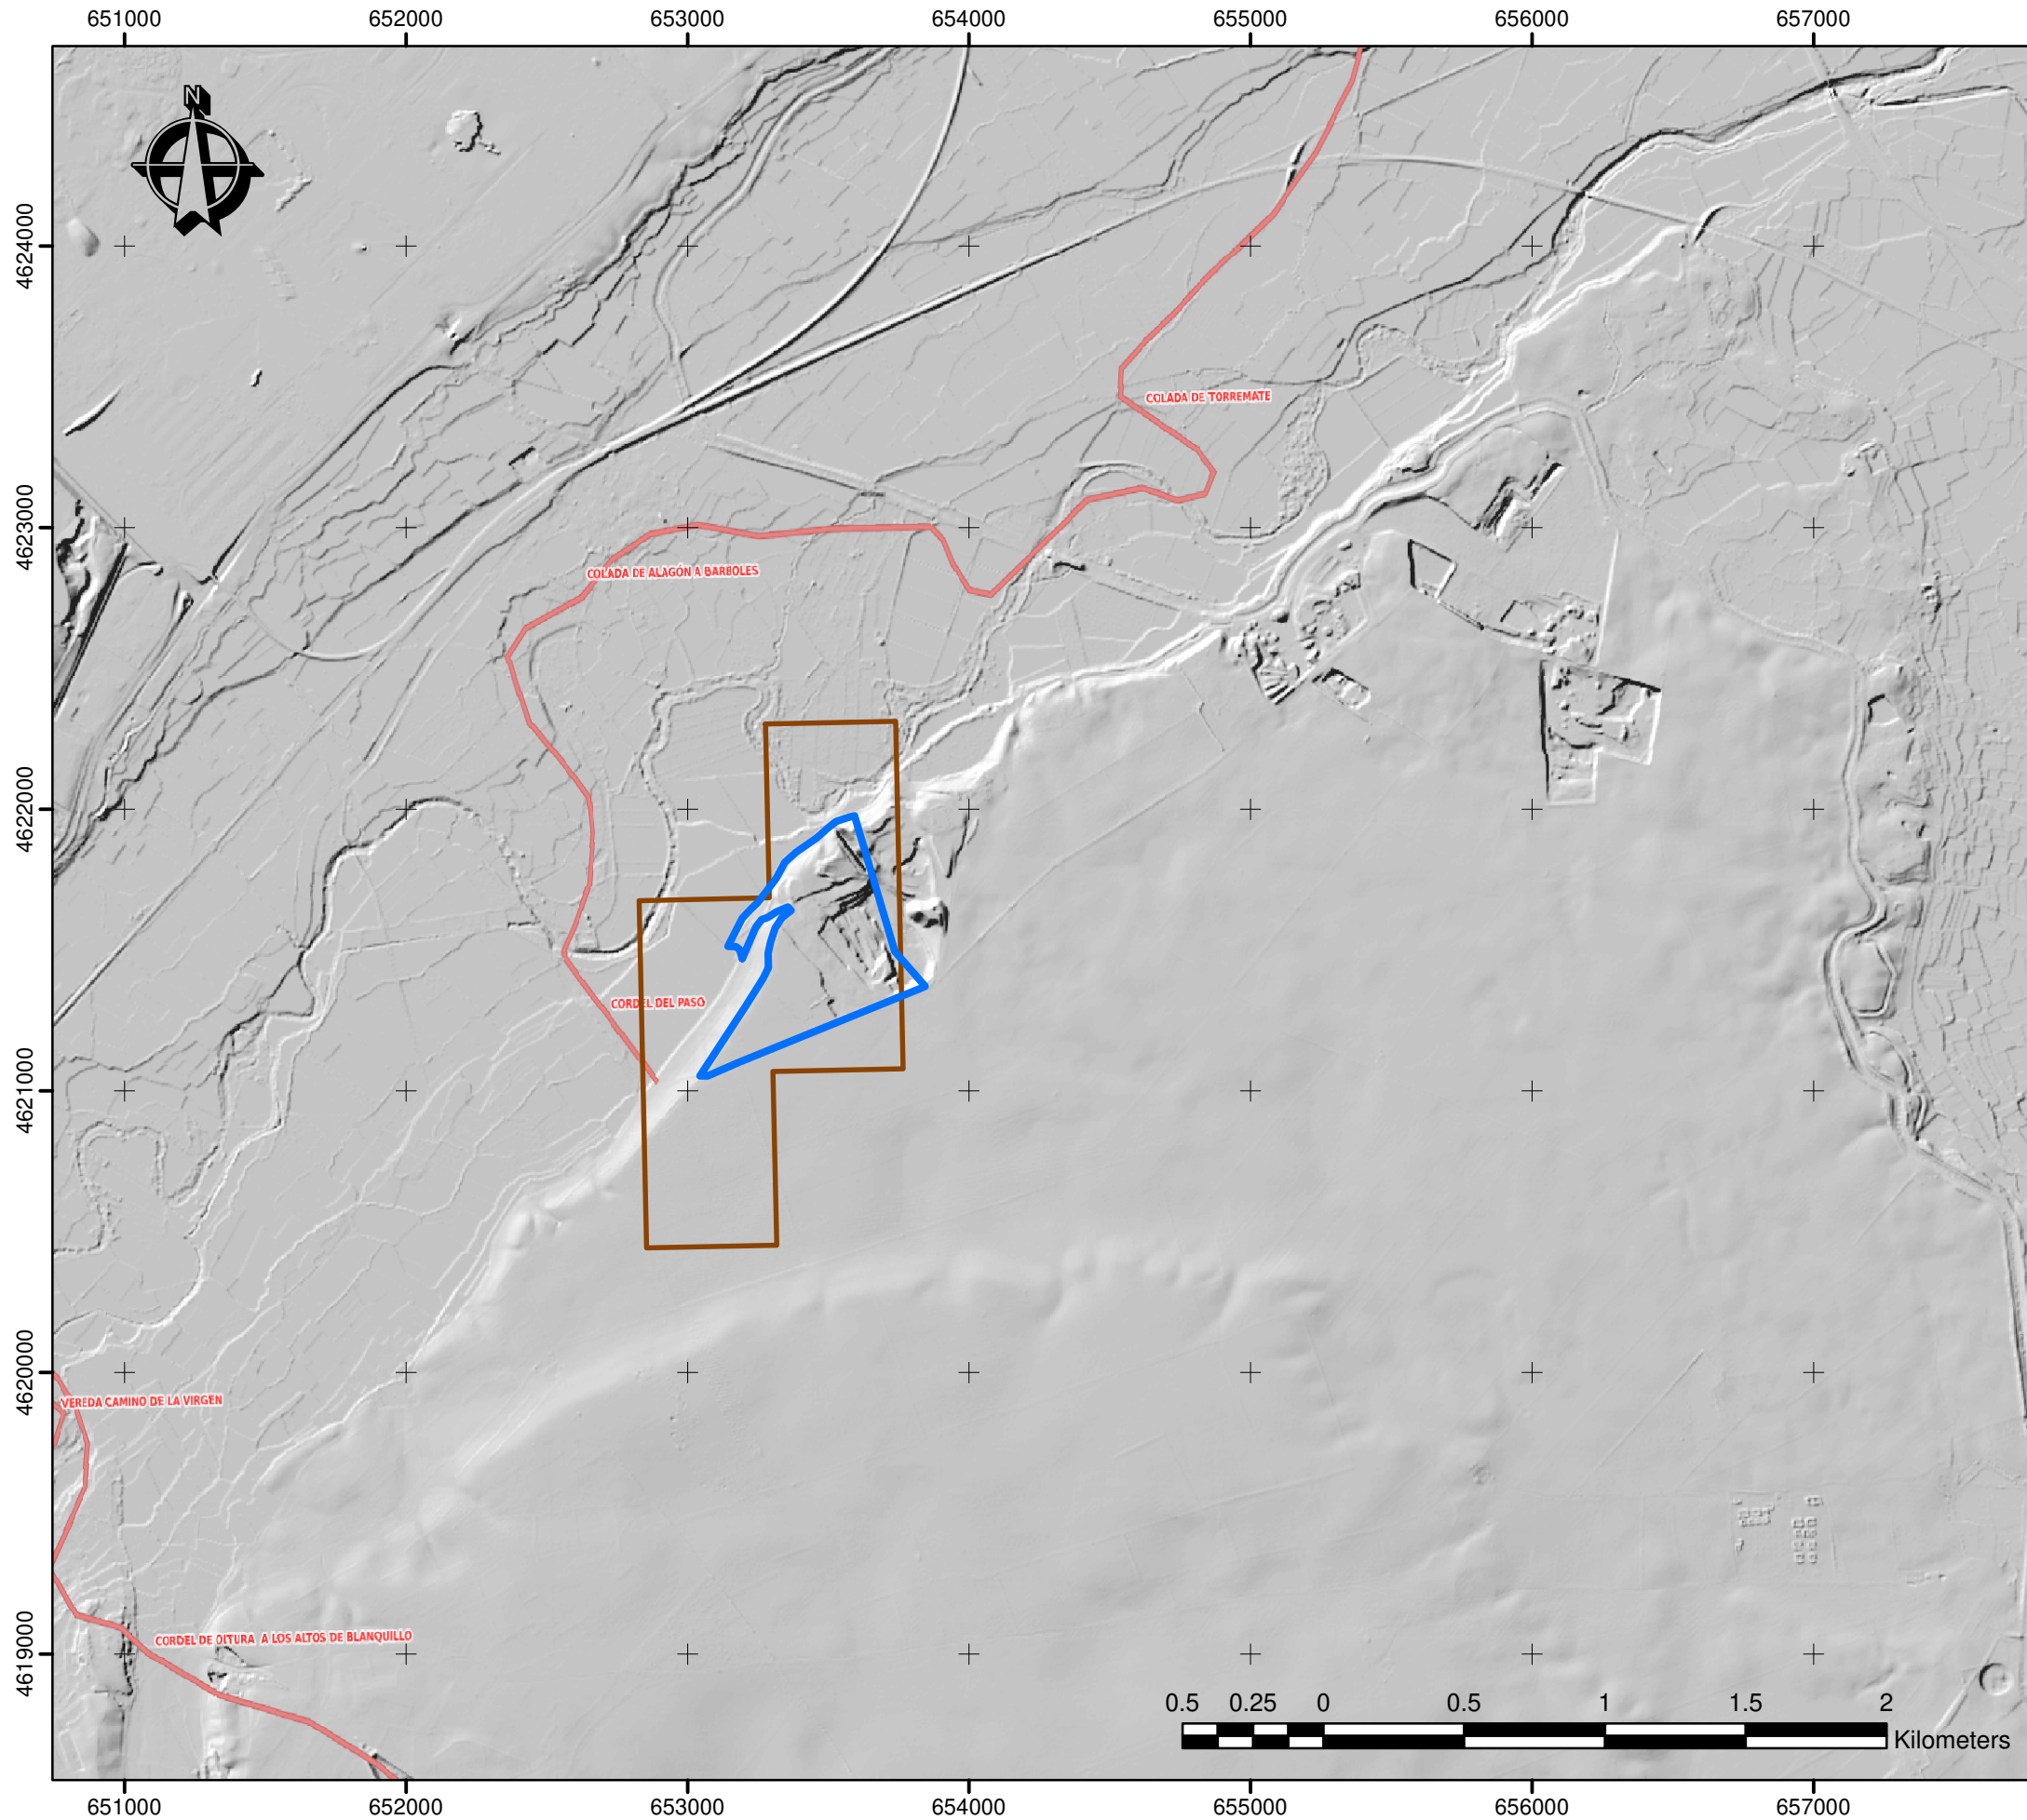 651000 652000 653000 654000 655000 656000 657000
N
4624000
COLADA DE TORREMATE
4623000
COLADA DE ALAGÓN A BARBOLES
4622000
CORDEL DEL PASO
4621000
4620000
VEREDA CAMINO DE LA VIRGEN
CORDEL DE OITURA A LOS ALTOS DE BLANQUILLO
4619000
0.5 0.25 0 0.5 1 1.5 2
Kilometers
651000 652000 653000 654000 655000 656000 657000